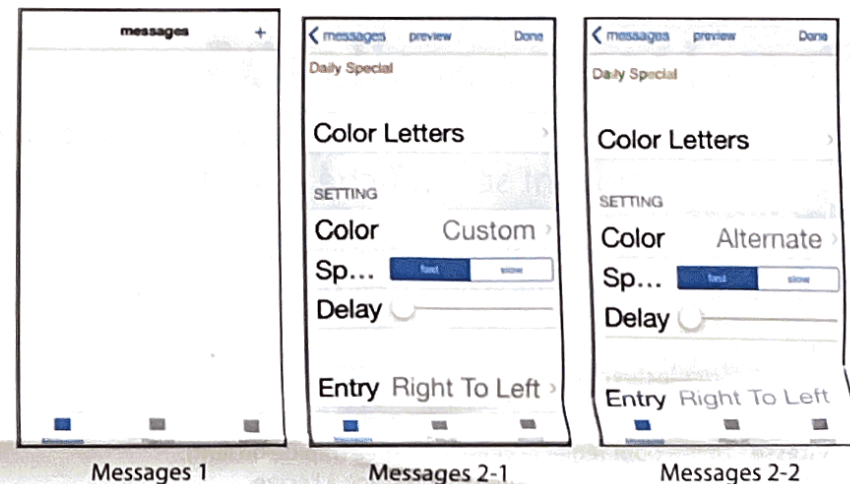 messages +
messages preview Done
Daily Special
Color Letters
SETTING
Color Custom
Sp... fast slow
Delay
Entry Right To Left
messages preview Done
Daily Special
Color Letters
SETTING
Color Alternate
Sp... fast slow
Delay
Entry Right To Left
Messages 1
Messages 2-1
Messages 2-2